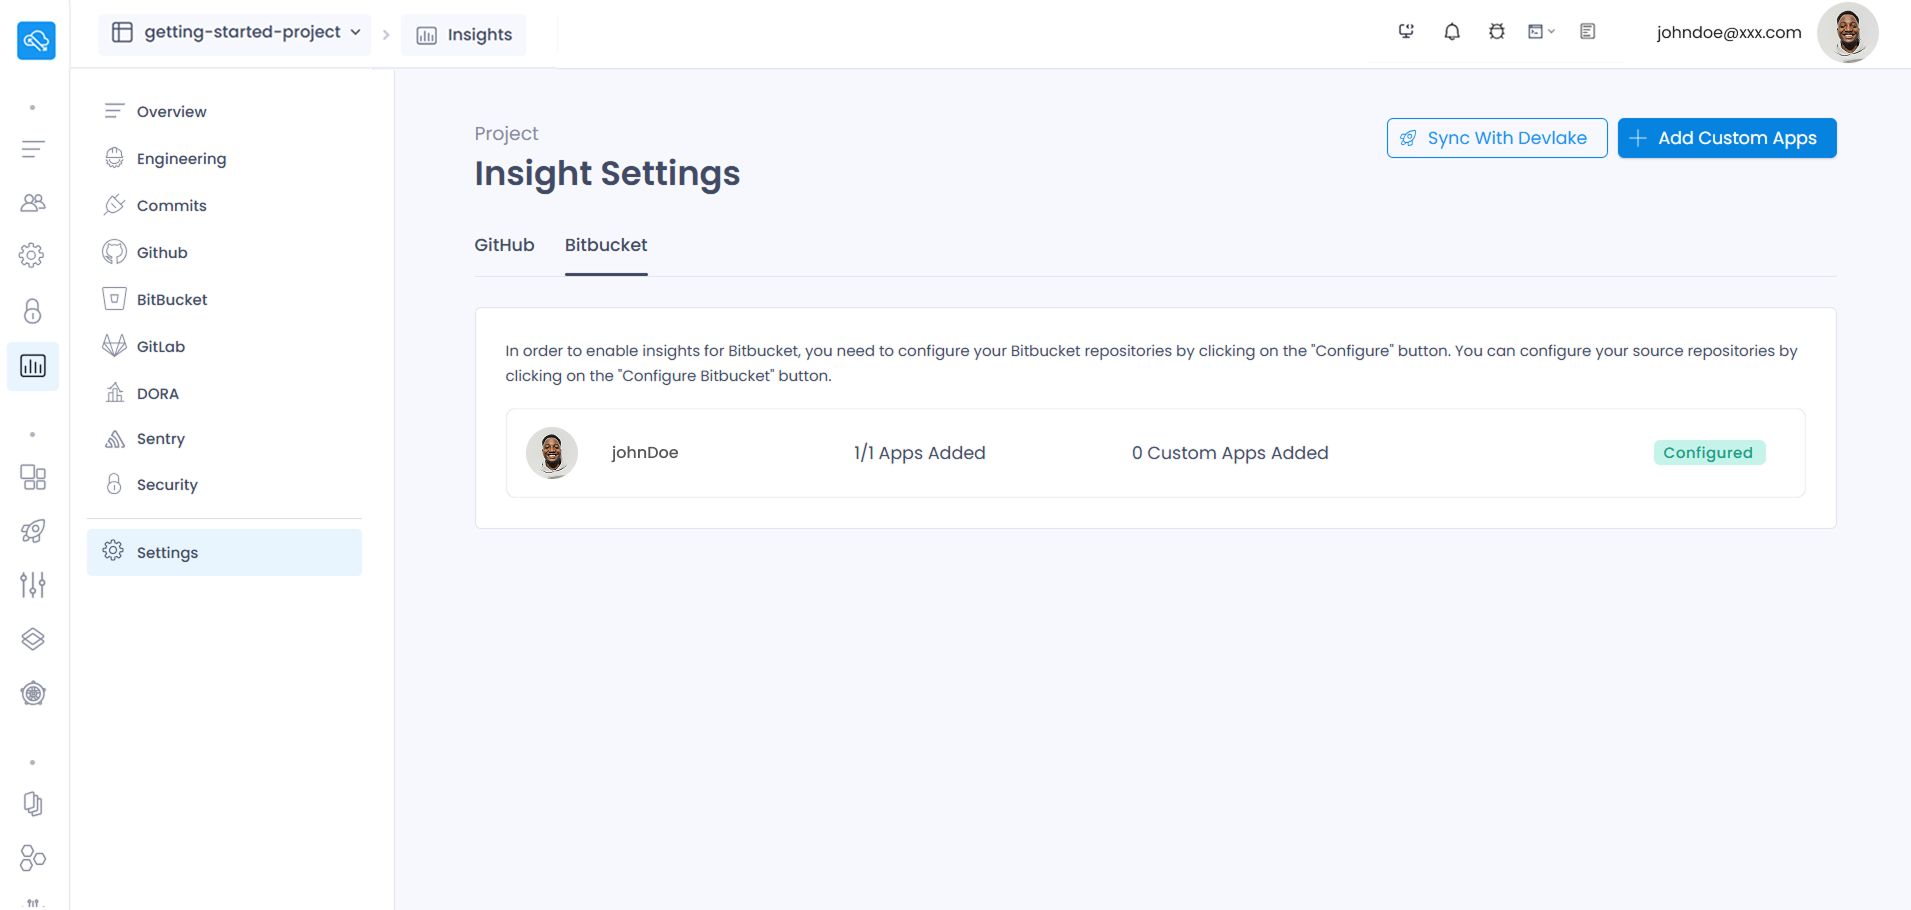 getting-started-project
Insights
johndoe@xxx.com
Overview
Engineering
Commits
Github
BitBucket
GitLab
DORA
Sentry
Security
Settings
Project
Insight Settings
Sync With Devlake
Add Custom Apps
GitHub
Bitbucket
In order to enable insights for Bitbucket, you need to configure your Bitbucket repositories by clicking on the "Configure" button. You can configure your source repositories by
clicking on the "Configure Bitbucket" button.
johnDoe
1/1 Apps Added
0 Custom Apps Added
Configured